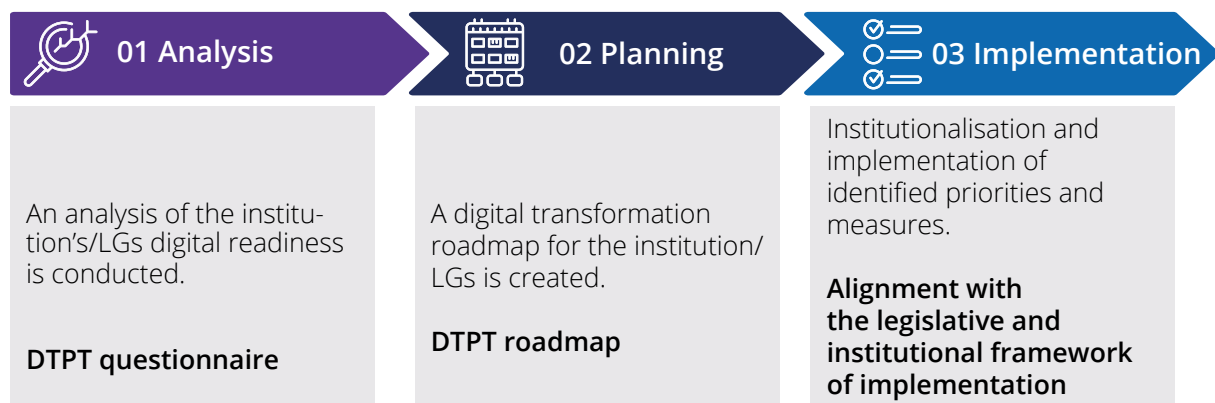 01 Analysis
02 Planning
03 Implementation
An analysis of the institu-
tion's/LGs digital readiness
is conducted.
DTPT questionnaire
A digital transformation
roadmap for the institution/
LGs is created.
DTPT roadmap
Institutionalisation and
implementation of
identified priorities and
measures.
Alignment with
the legislative and
institutional framework
of implementation